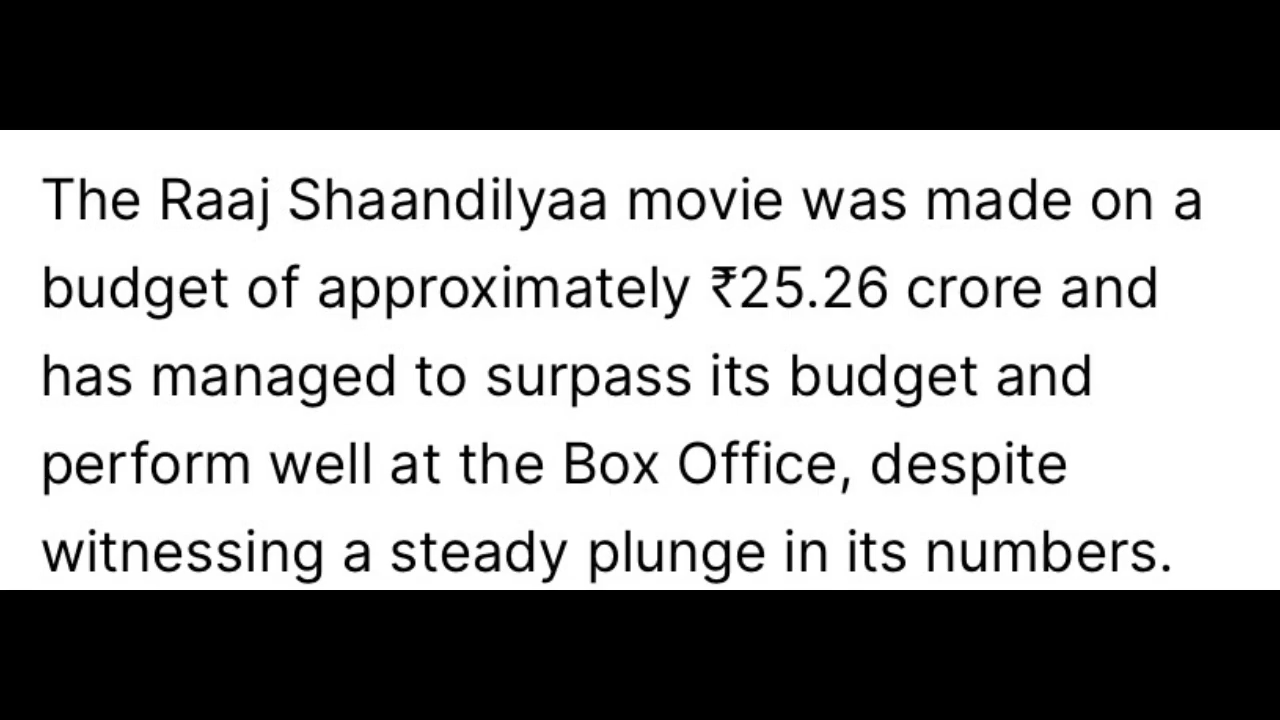 The Raaj Shaandilyaa movie was made on a
budget of approximately ₹25.26 crore and
has managed to surpass its budget and
perform well at the Box Office, despite
witnessing a steady plunge in its numbers.